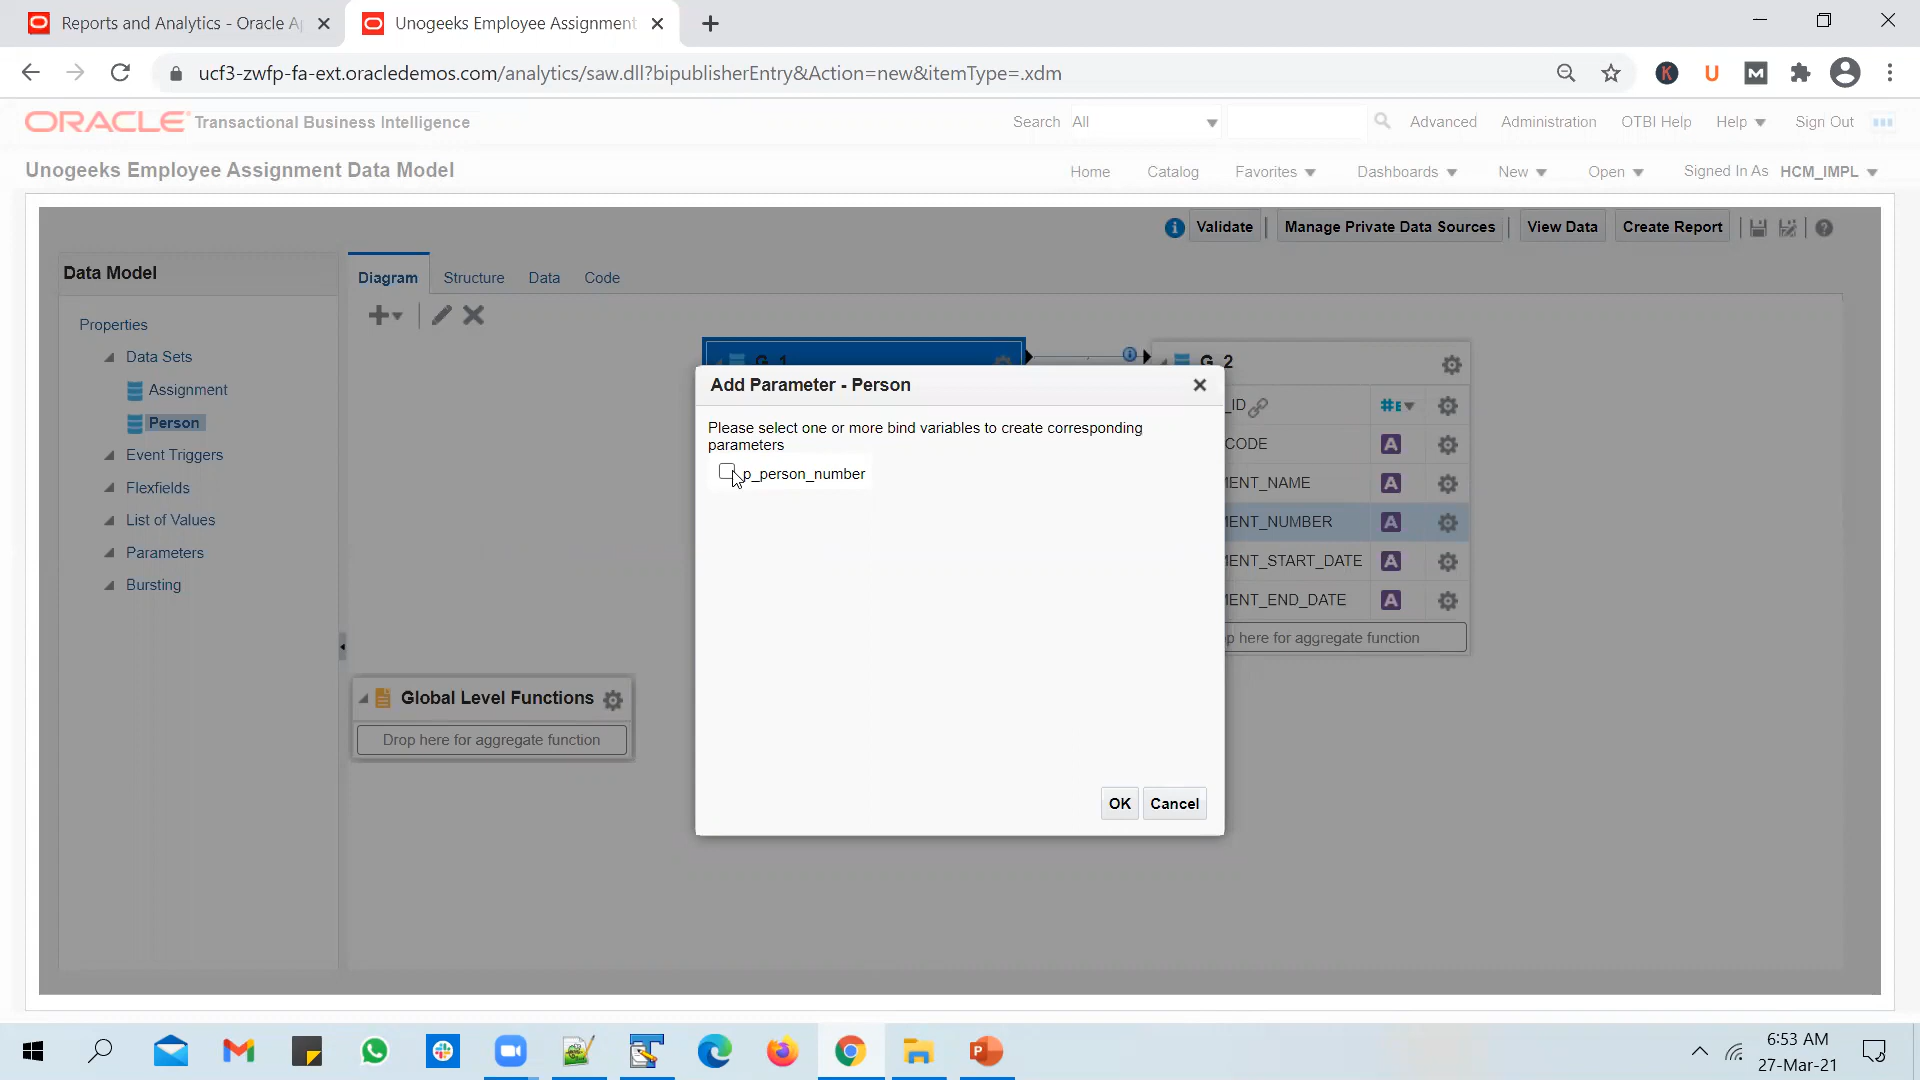 Reports and Analytics - Oracle A
Unogeeks Employee Assignment
ucf3-zwfp-fa-ext.oracledemos.com/analytics/saw.dll?bipublisherEntry&Action=new&itemType=.xdm
K U M
ORACLE Transactional Business Intelligence
Search All Advanced Administration OTBI Help Help Sign Out
Unogeeks Employee Assignment Data Model
Home Catalog Favorites Dashboards New Open Signed In As HCM_IMPL
Validate Manage Private Data Sources View Data Create Report
Data Model
Diagram Structure Data Code
Properties
Data Sets
Assignment
Person
Event Triggers
Flexfields
List of Values
Parameters
Bursting
G_1
G_2
_ID
CODE
MENT_NAME
MENT_NUMBER
MENT_START_DATE
MENT_END_DATE
p here for aggregate function
Global Level Functions
Drop here for aggregate function
Add Parameter - Person
Please select one or more bind variables to create corresponding
parameters
p_person_number
OK Cancel
6:53 AM
27-Mar-21